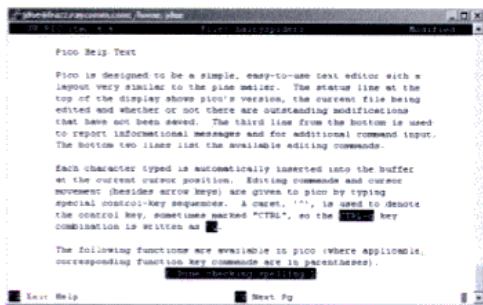 File: hairyspiders Modified
Pico Help Text
Pico is designed to be a simple, easy-to-use text editor with a
layout very similar to the pine mailer. The status line at the
top of the display shows pico's version, the current file being
edited and whether or not there are outstanding modifications
that have not been saved. The third line from the bottom is used
to report informational messages and for additional command input.
The bottom two lines list the available editing commands.
Each character typed is automatically inserted into the buffer
at the current cursor position. Editing commands and cursor
movement (besides arrow keys) are given to pico by typing
special control-key sequences. A caret, '^', is used to denote
the control key, sometimes marked "CTRL", so the CTRL-G key
combination is written as
The following functions are available in pico (where applicable,
corresponding function key commands are in parentheses).
[ Done checking spelling ]
Exit Help Next Pg